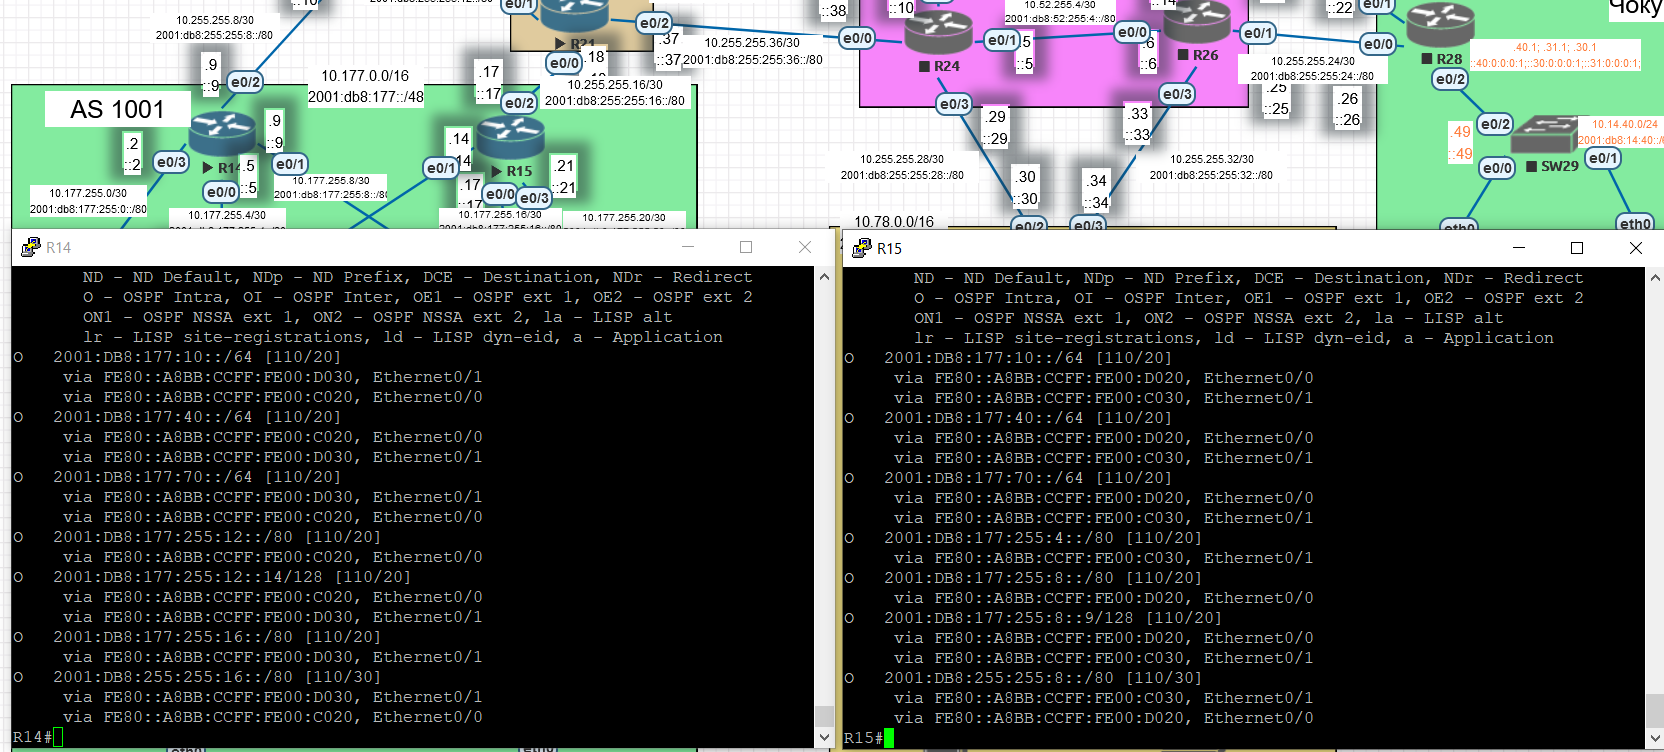 10.255.255.8/30
2001:db8:255:255:8::/80
e0/1
R21
e0/2
.37
::37
10.255.255.36/30
2001:db8:255:255:36::/80
::38
e0/0
::10
10.52.255.4/30
2001:db8:52:255:4::/80
e0/1
.5
::5
R24
e0/0
.6
::6
R26
e0/1
::22
e0/1
e0/0
Чоку
R28
.40.1; .31.1; .30.1
::40:0:0:0:1;::30:0:0:0:1;::31:0:0:0:1;
e0/2
.9
::9
e0/2
10.177.0.0/16
2001:db8:177::/48
.17
::17
e0/0
.18
e0/2
10.255.255.16/30
2001:db8:255:255:16::/80
10.255.255.24/30
2001:db8:255:255:24::/80
.25
::25
.26
::26
AS 1001
.2
::2
e0/3
.9
::9
e0/1
R14
.5
::5
e0/0
.14
e0/1
R15
.17
::17
e0/0
e0/3
.21
::21
e0/3
.29
::29
.33
::33
e0/3
.49
::49
e0/2
10.14.40.0/24
e0/0
SW29
e0/1
10.177.255.0/30
2001:db8:177:255:0::/80
10.177.255.8/30
2001:db8:177:255:8::/80
10.177.255.4/30
10.177.255.16/30
10.177.255.20/30
10.255.255.28/30
2001:db8:255:255:28::/80
10.255.255.32/30
2001:db8:255:255:32::/80
.30
::30
.34
::34
10.78.0.0/16
e0/2
e0/3
eth0
eth0
R14
ND - ND Default, NDp - ND Prefix, DCE - Destination, NDr - Redirect
O - OSPF Intra, OI - OSPF Inter, OE1 - OSPF ext 1, OE2 - OSPF ext 2
ON1 - OSPF NSSA ext 1, ON2 - OSPF NSSA ext 2, la - LISP alt
lr - LISP site-registrations, ld - LISP dyn-eid, a - Application
O   2001:DB8:177:10::/64 [110/20]
via FE80::A8BB:CCFF:FE00:D030, Ethernet0/1
via FE80::A8BB:CCFF:FE00:C020, Ethernet0/0
O   2001:DB8:177:40::/64 [110/20]
via FE80::A8BB:CCFF:FE00:C020, Ethernet0/0
via FE80::A8BB:CCFF:FE00:D030, Ethernet0/1
O   2001:DB8:177:70::/64 [110/20]
via FE80::A8BB:CCFF:FE00:D030, Ethernet0/1
via FE80::A8BB:CCFF:FE00:C020, Ethernet0/0
O   2001:DB8:177:255:12::/80 [110/20]
via FE80::A8BB:CCFF:FE00:C020, Ethernet0/0
O   2001:DB8:177:255:12::14/128 [110/20]
via FE80::A8BB:CCFF:FE00:C020, Ethernet0/0
via FE80::A8BB:CCFF:FE00:D030, Ethernet0/1
O   2001:DB8:177:255:16::/80 [110/20]
via FE80::A8BB:CCFF:FE00:D030, Ethernet0/1
O   2001:DB8:255:255:16::/80 [110/30]
via FE80::A8BB:CCFF:FE00:D030, Ethernet0/1
via FE80::A8BB:CCFF:FE00:C020, Ethernet0/0
R14#
R15
ND - ND Default, NDp - ND Prefix, DCE - Destination, NDr - Redirect
O - OSPF Intra, OI - OSPF Inter, OE1 - OSPF ext 1, OE2 - OSPF ext 2
ON1 - OSPF NSSA ext 1, ON2 - OSPF NSSA ext 2, la - LISP alt
lr - LISP site-registrations, ld - LISP dyn-eid, a - Application
O   2001:DB8:177:10::/64 [110/20]
via FE80::A8BB:CCFF:FE00:D020, Ethernet0/0
via FE80::A8BB:CCFF:FE00:C030, Ethernet0/1
O   2001:DB8:177:40::/64 [110/20]
via FE80::A8BB:CCFF:FE00:D020, Ethernet0/0
via FE80::A8BB:CCFF:FE00:C030, Ethernet0/1
O   2001:DB8:177:70::/64 [110/20]
via FE80::A8BB:CCFF:FE00:D020, Ethernet0/0
via FE80::A8BB:CCFF:FE00:C030, Ethernet0/1
O   2001:DB8:177:255:4::/80 [110/20]
via FE80::A8BB:CCFF:FE00:C030, Ethernet0/1
O   2001:DB8:177:255:8::/80 [110/20]
via FE80::A8BB:CCFF:FE00:D020, Ethernet0/0
O   2001:DB8:177:255:8::9/128 [110/20]
via FE80::A8BB:CCFF:FE00:D020, Ethernet0/0
via FE80::A8BB:CCFF:FE00:C030, Ethernet0/1
O   2001:DB8:255:255:8::/80 [110/30]
via FE80::A8BB:CCFF:FE00:C030, Ethernet0/1
via FE80::A8BB:CCFF:FE00:D020, Ethernet0/0
R15#